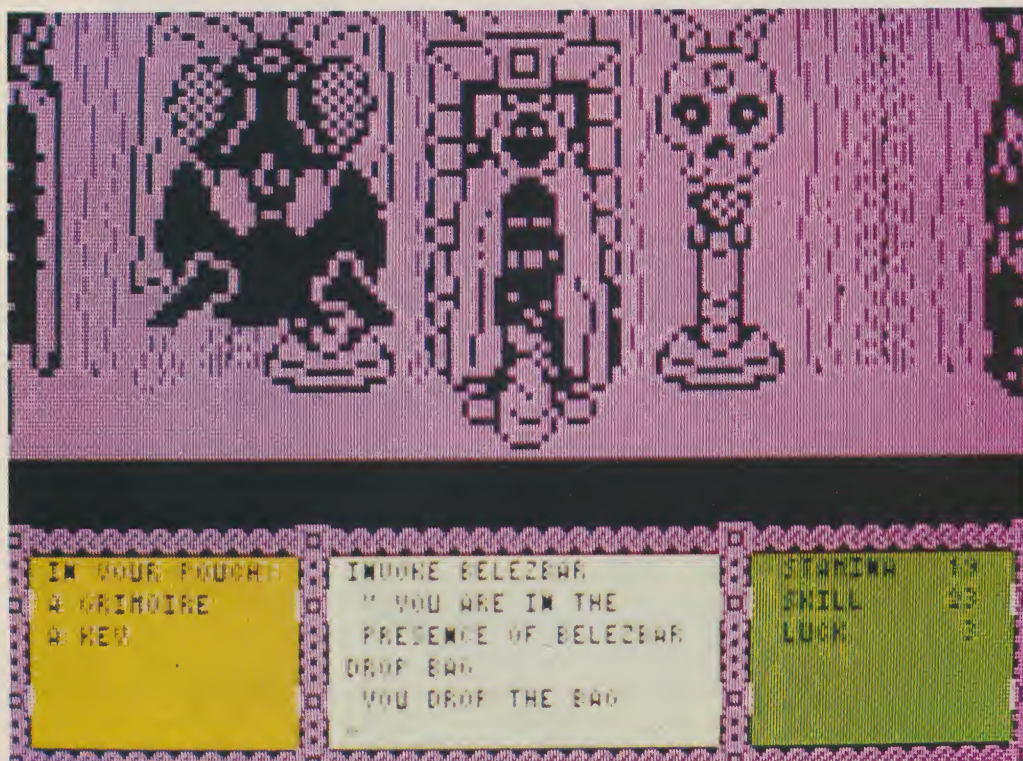 IN YOUR POUCH:
A GRIMOIRE
A KEY
INVOKE BELEZBAR
" YOU ARE IN THE
PRESENCE OF BELEZBAR
DROP BAG
YOU DROP THE BAG
STAMINA
SKILL
LUCK 3